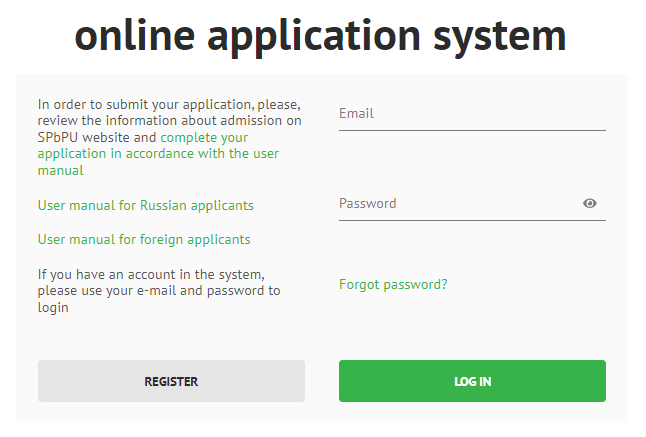 online application system
In order to submit your application, please,
review the information about admission on
SPbPU website and complete your
application in accordance with the user
manual
User manual for Russian applicants
User manual for foreign applicants
If you have an account in the system,
please use your e-mail and password to
login
REGISTER
Email
Password
Forgot password?
LOG IN